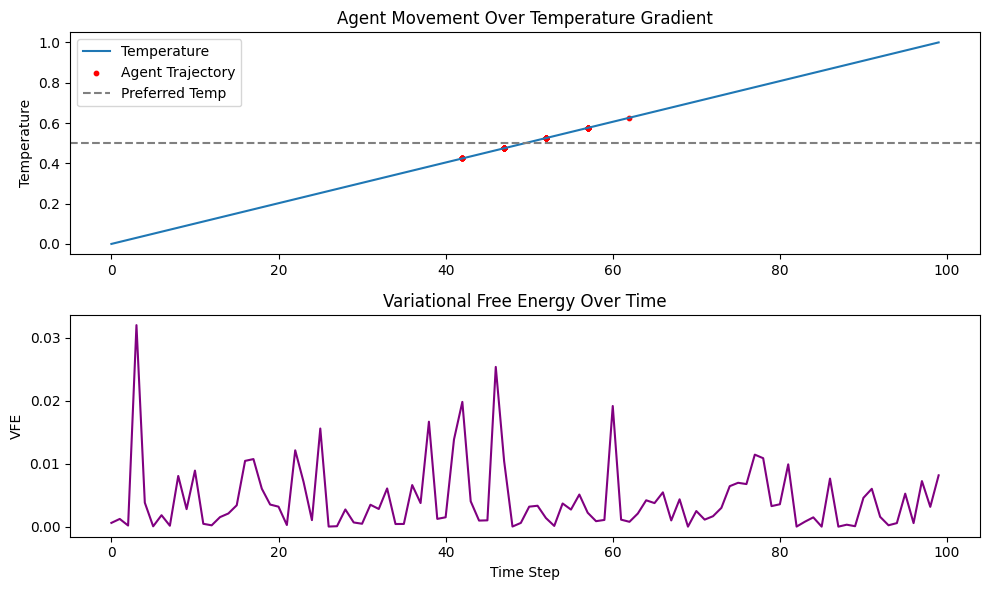 Agent Movement Over Temperature Gradient
Temperature
1.0
0.8
0.6
0.4
0.2
0.0
Temperature
Agent Trajectory
Preferred Temp
0 20 40 60 80 100
Variational Free Energy Over Time
VFE
0.03
0.02
0.01
0.00
0 20 40 60 80 100
Time Step